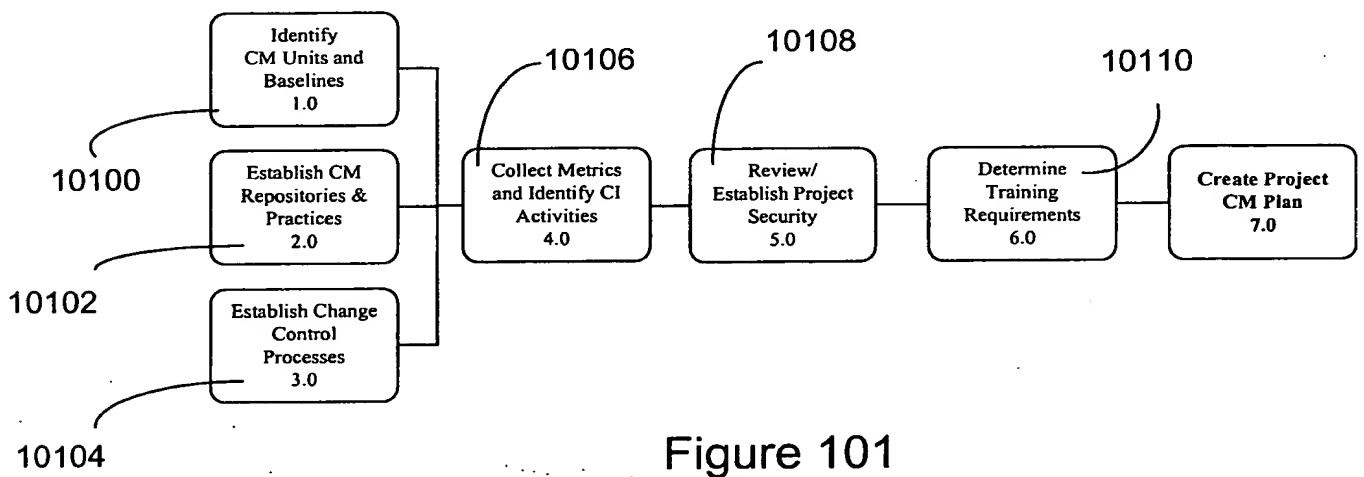 Identify
CM Units and
Baselines
1.0
10100
Establish CM
Repositories &
Practices
2.0
10102
Establish Change
Control
Processes
3.0
10104
10106
Collect Metrics
and Identify CI
Activities
4.0
10108
Review/
Establish Project
Security
5.0
10110
Determine
Training
Requirements
6.0
Create Project
CM Plan
7.0
Figure 101